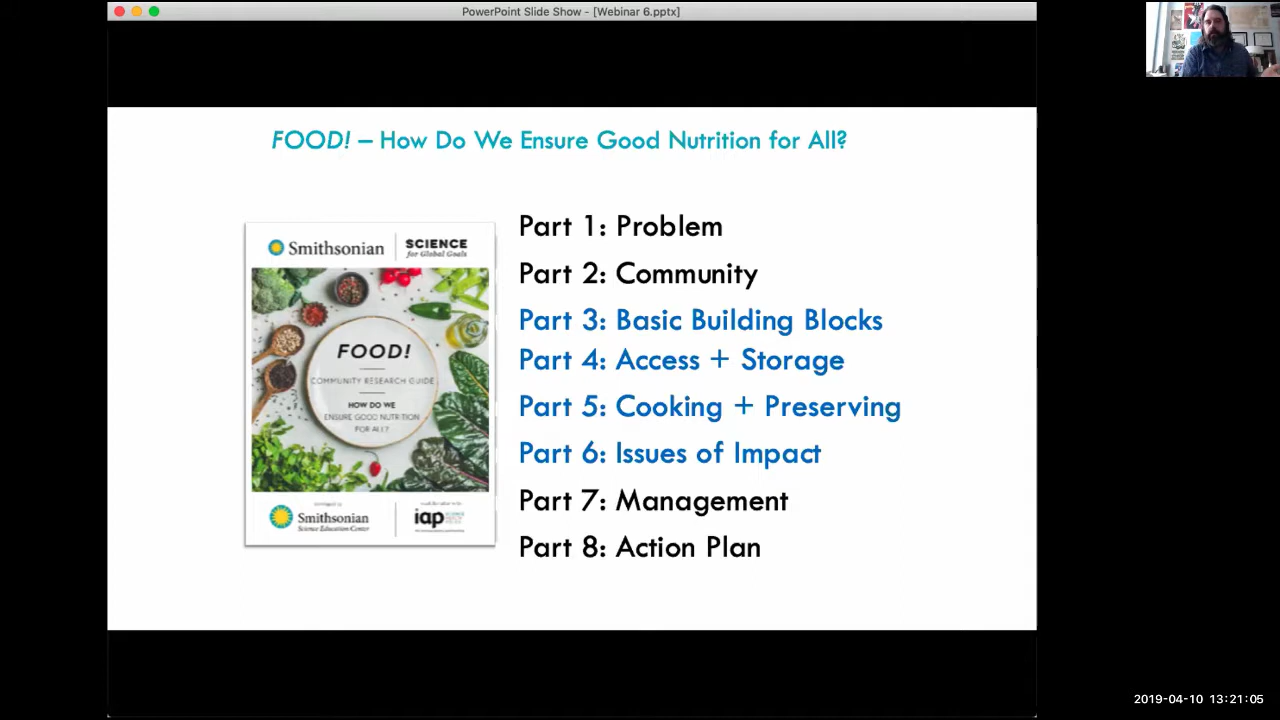 PowerPoint Slide Show - [Webinar 6.pptx]
FOOD! – How Do We Ensure Good Nutrition for All?
Smithsonian
SCIENCE
for Global Goals
FOOD!
COMMUNITY RESEARCH GUIDE
HOW DO WE
ENSURE GOOD NUTRITION
FOR ALL?
Smithsonian
Science Education Center
iap
Part 1: Problem
Part 2: Community
Part 3: Basic Building Blocks
Part 4: Access + Storage
Part 5: Cooking + Preserving
Part 6: Issues of Impact
Part 7: Management
Part 8: Action Plan
2019-04-10 13:21:05